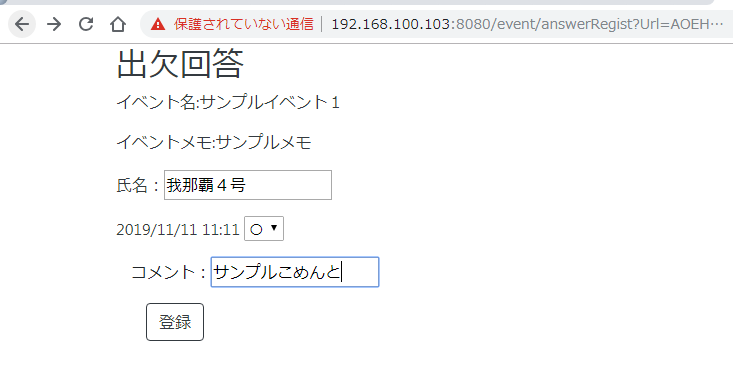 保護されていない通信 | 192.168.100.103:8080/event/answerRegist?Url=AOEH…
出欠回答
イベント名:サンプルイベント１
イベントメモ:サンプルメモ
氏名：我那覇４号
2019/11/11 11:11 〇
コメント：サンプルこめんと
登録